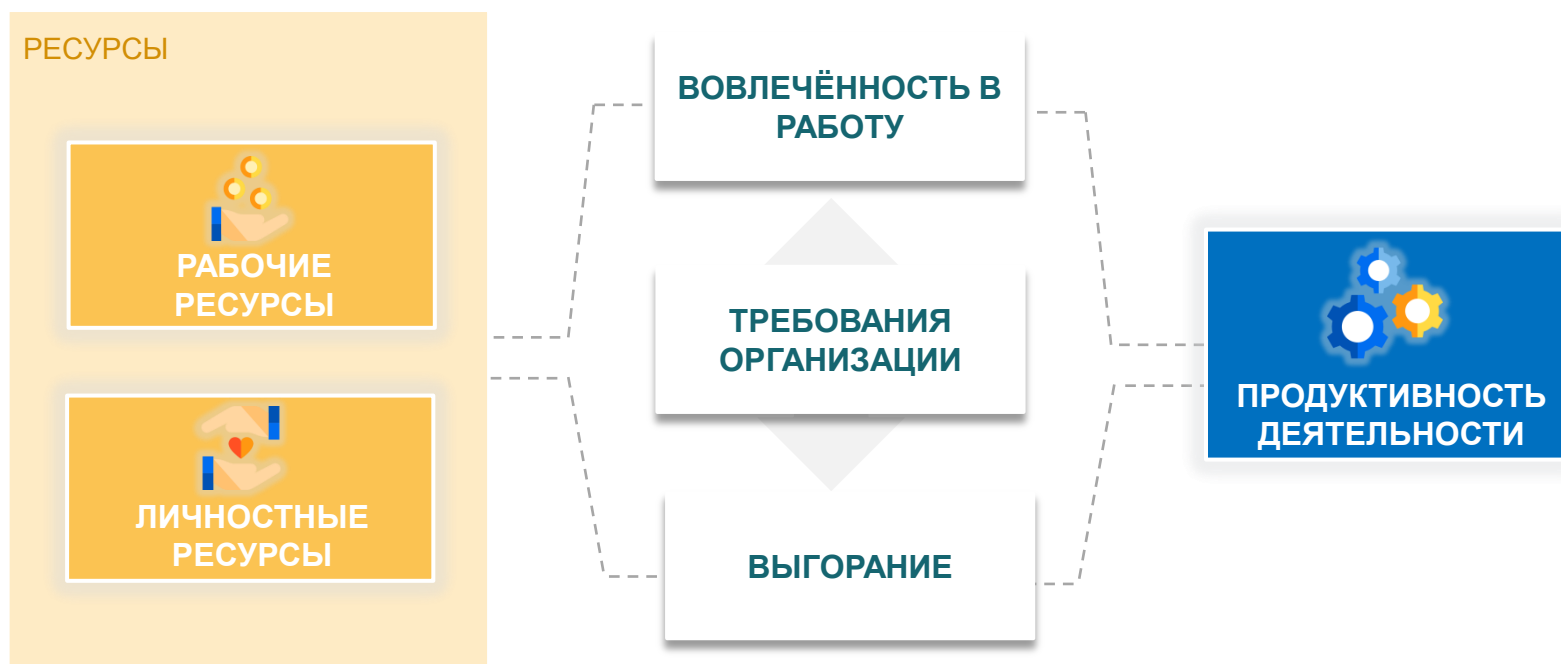 РЕСУРСЫ
РАБОЧИЕ
РЕСУРСЫ
ЛИЧНОСТНЫЕ
РЕСУРСЫ
ВОВЛЕЧЁННОСТЬ В
РАБОТУ
ТРЕБОВАНИЯ
ОРГАНИЗАЦИИ
ВЫГОРАНИЕ
ПРОДУКТИВНОСТЬ
ДЕЯТЕЛЬНОСТИ